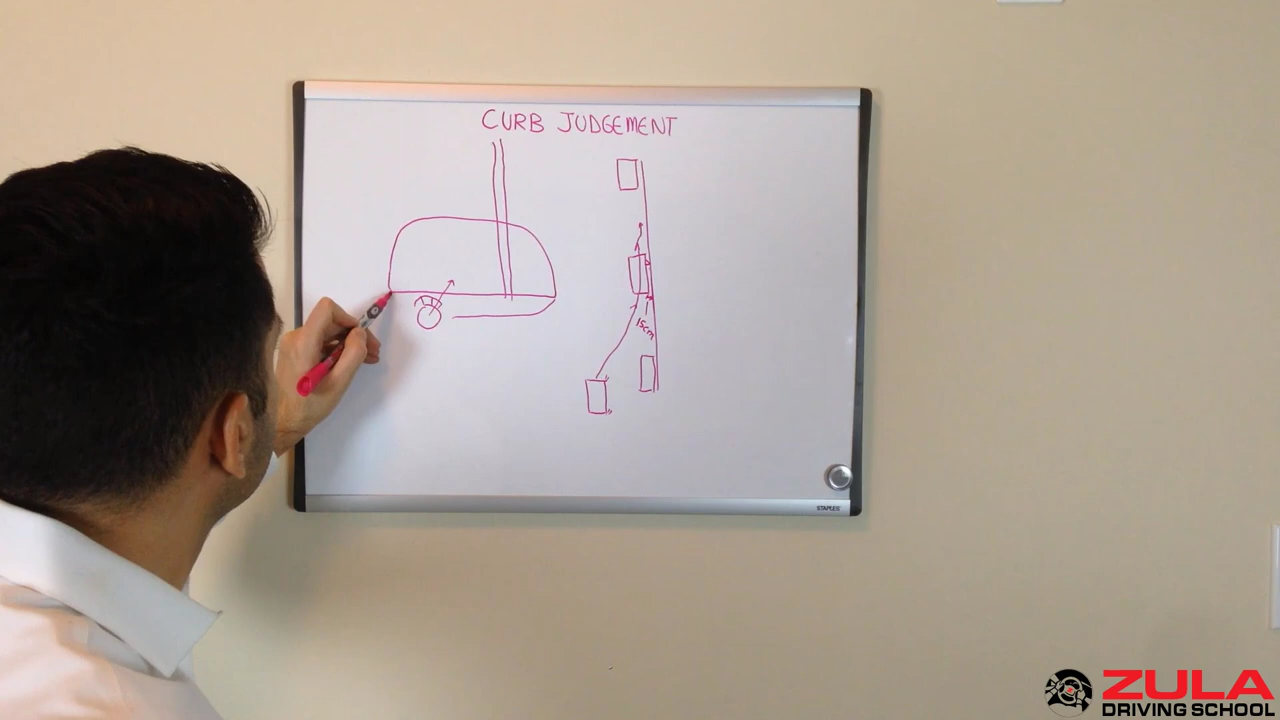 CURB JUDGEMENT
15cm
STAPLES
ZULA
DRIVING SCHOOL